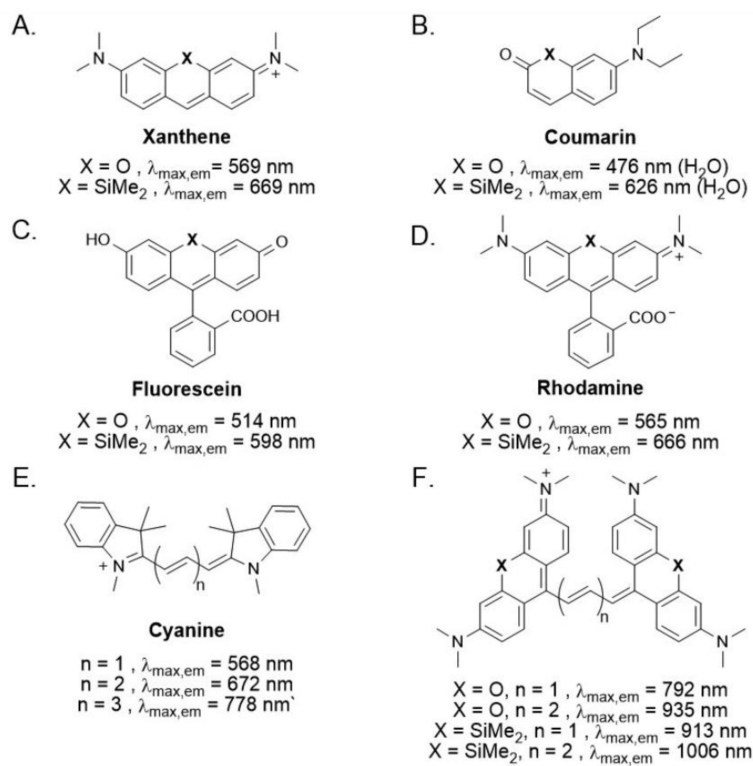 A.
N
X
N
+
Xanthene
X = O , λmax,em= 569 nm
X = SiMe2 , λmax,em = 669 nm
B.
O
X
N
Coumarin
X = O , λmax,em = 476 nm (H2O)
X = SiMe2 , λmax,em = 626 nm (H2O)
C.
HO
X
O
COOH
Fluorescein
X = O , λmax,em = 514 nm
X = SiMe2 , λmax,em = 598 nm
D.
N
X
N
+
COO−
Rhodamine
X = O , λmax,em = 565 nm
X = SiMe2 , λmax,em = 666 nm
E.
+ N
n
N
Cyanine
n = 1 , λmax,em = 568 nm
n = 2 , λmax,em = 672 nm
n = 3 , λmax,em = 778 nm`
F.
+
N
N
X
X
n
N
N
X = O, n = 1 , λmax,em = 792 nm
X = O, n = 2 , λmax,em = 935 nm
X = SiMe2, n = 1 , λmax,em = 913 nm
X = SiMe2, n = 2 , λmax,em = 1006 nm